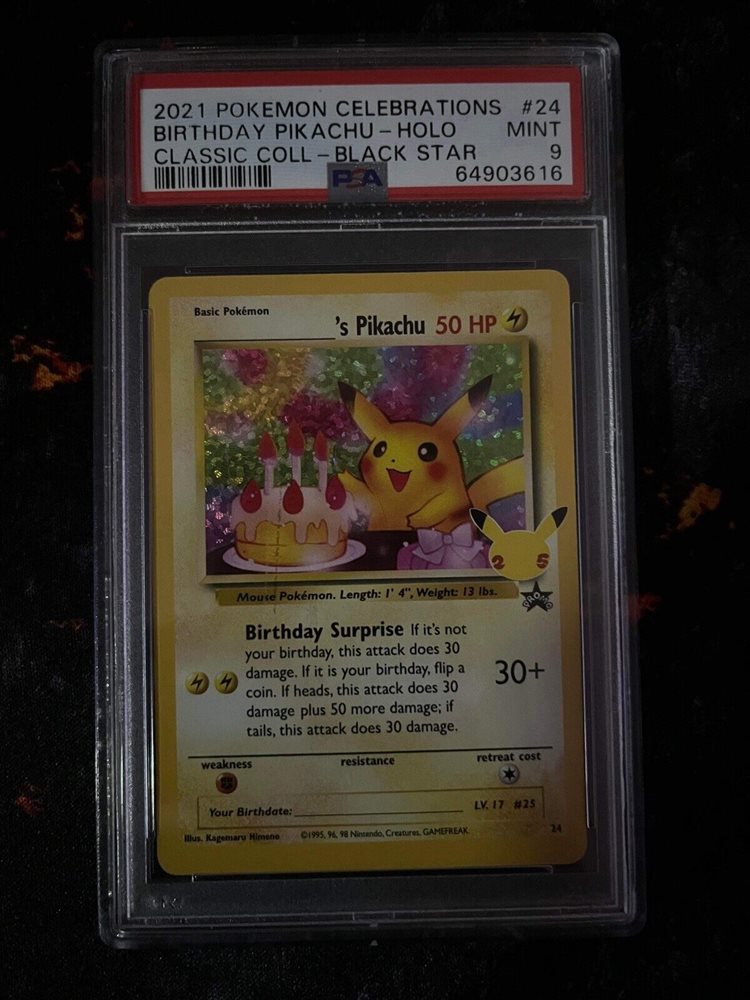 2021 POKEMON CELEBRATIONS #24
BIRTHDAY PIKACHU - HOLO MINT
CLASSIC COLL - BLACK STAR 9
PSA 64903616
Basic Pokémon
____________'s Pikachu 50 HP
25
PROMO
Mouse Pokémon. Length: 1' 4", Weight: 13 lbs.
Birthday Surprise If it's not
your birthday, this attack does 30
damage. If it is your birthday, flip a
coin. If heads, this attack does 30
damage plus 50 more damage; if
tails, this attack does 30 damage.
30+
weakness resistance retreat cost
Your Birthdate:____________ LV. 17 #25
Illus. Kagemaru Himeno ©1995, 96, 98 Nintendo, Creatures, GAMEFREAK. 24